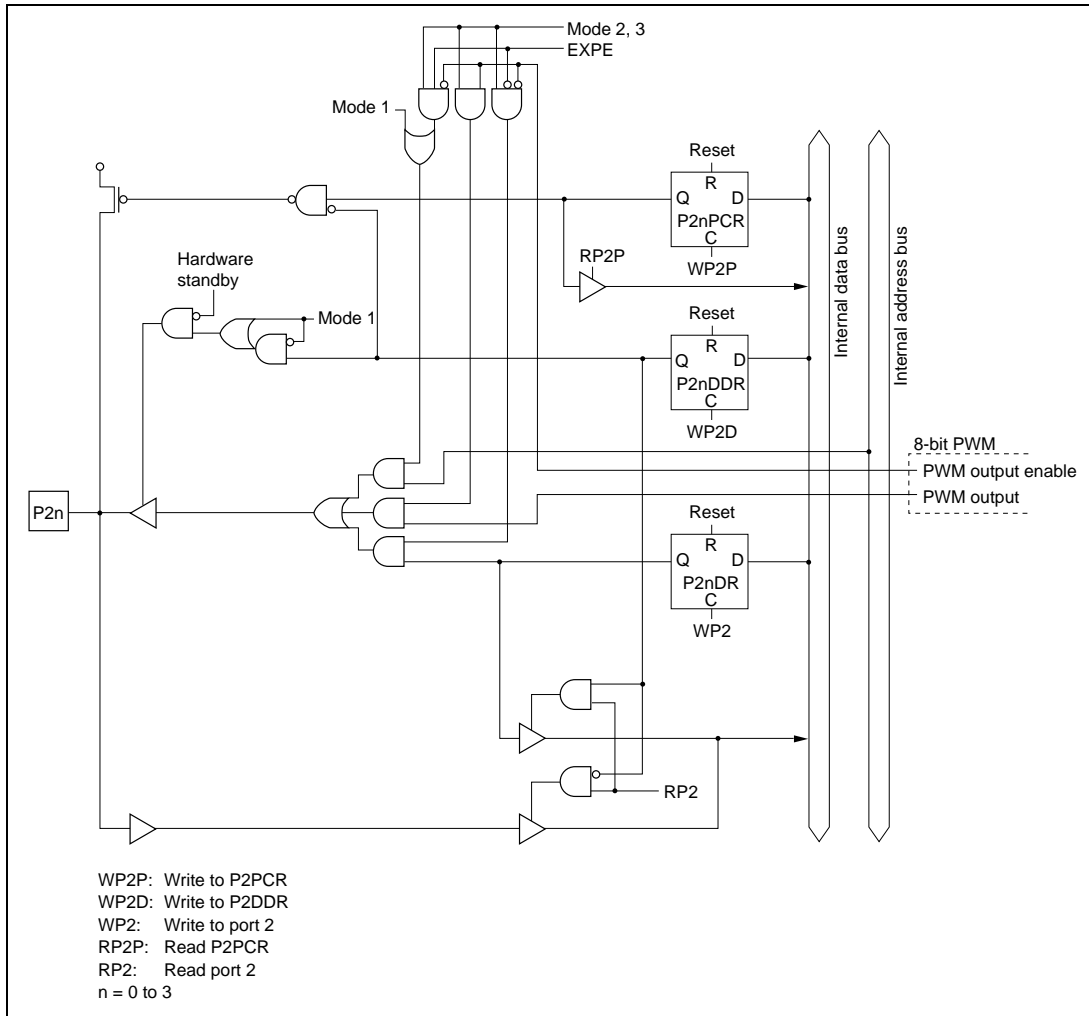 Mode 2, 3
EXPE
Mode 1
Reset
R
Q
D
P2nPCR
C
WP2P
RP2P
Hardware
standby
Mode 1
Reset
R
Q
D
P2nDDR
C
WP2D
Internal data bus
Internal address bus
8-bit PWM
PWM output enable
PWM output
P2n
Reset
R
Q
D
P2nDR
C
WP2
RP2
WP2P: Write to P2PCR
WP2D: Write to P2DDR
WP2: Write to port 2
RP2P: Read P2PCR
RP2: Read port 2
n = 0 to 3